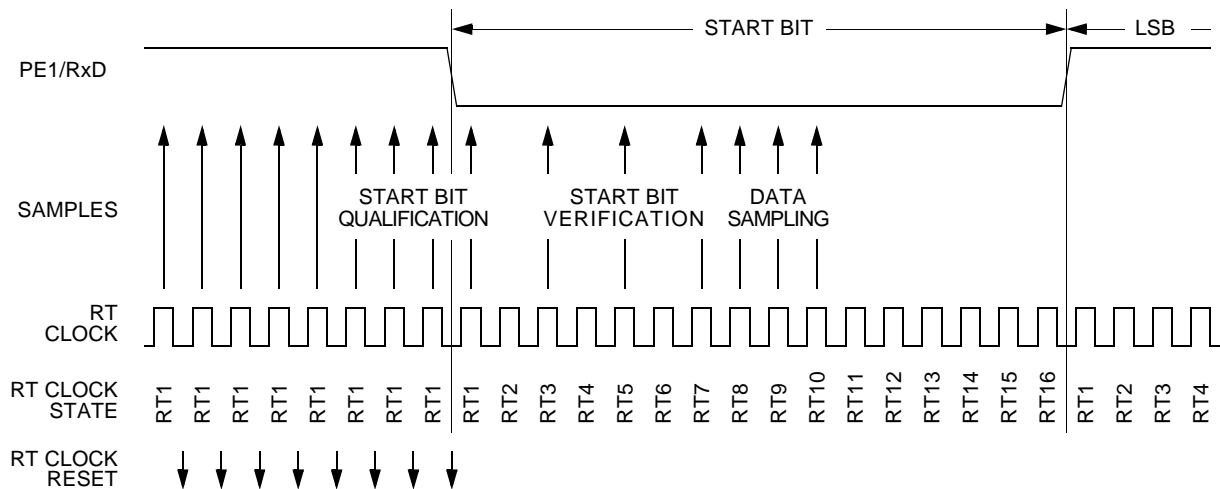 START BIT
LSB
PE1/RxD
SAMPLES
START BIT QUALIFICATION
START BIT VERIFICATION
DATA SAMPLING
RT CLOCK
RT CLOCK STATE
RT1 RT1 RT1 RT1 RT1 RT1 RT1 RT1 RT1 RT2 RT3 RT4 RT5 RT6 RT7 RT8 RT9 RT10 RT11 RT12 RT13 RT14 RT15 RT16 RT1 RT2 RT3 RT4
RT CLOCK RESET